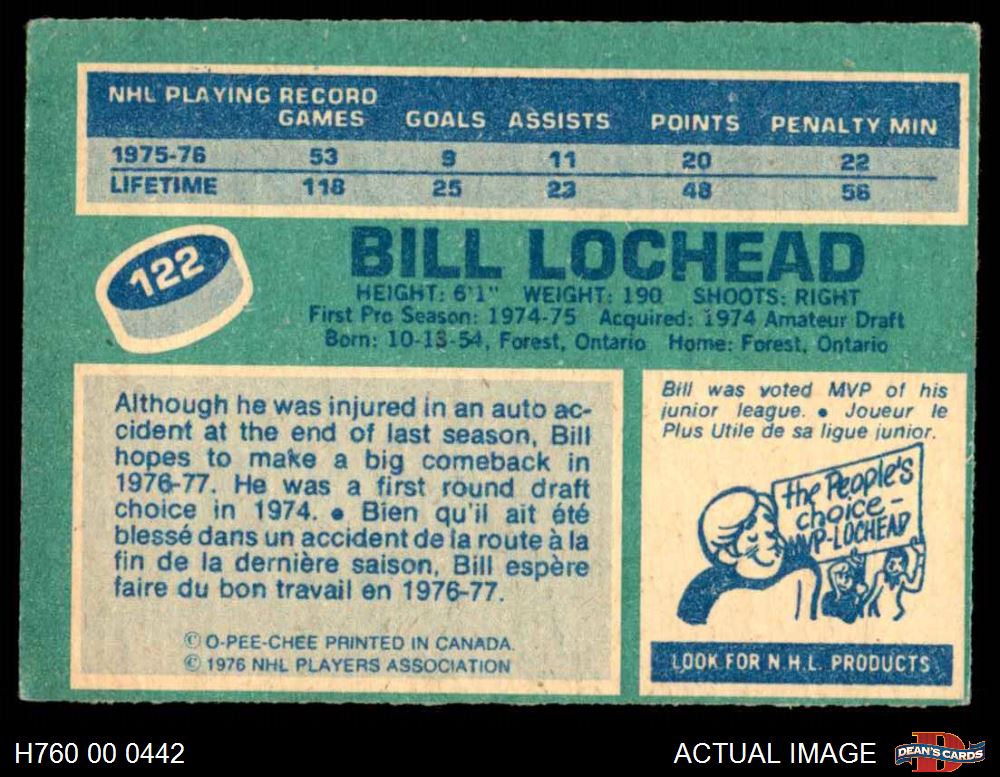 NHL PLAYING RECORD
GAMES GOALS ASSISTS POINTS PENALTY MIN
1975-76 53 9 11 20 22
LIFETIME 118 25 23 48 56
122
BILL LOCHEAD
HEIGHT: 6'1" WEIGHT: 190 SHOOTS: RIGHT
First Pro Season: 1974-75 Acquired: 1974 Amateur Draft
Born: 10-13-54, Forest, Ontario Home: Forest, Ontario
Although he was injured in an auto ac-
cident at the end of last season, Bill
hopes to make a big comeback in
1976-77. He was a first round draft
choice in 1974. • Bien qu'il ait été
blessé dans un accident de la route à la
fin de la dernière saison, Bill espère
faire du bon travail en 1976-77.
© O-PEE-CHEE PRINTED IN CANADA.
© 1976 NHL PLAYERS ASSOCIATION
Bill was voted MVP of his
junior league. • Joueur le
Plus Utile de sa ligue junior.
the People's
choice -
MVP-LOCHEAD
LOOK FOR N.H.L. PRODUCTS
H760 00 0442
ACTUAL IMAGE
D
DEAN'S CARDS